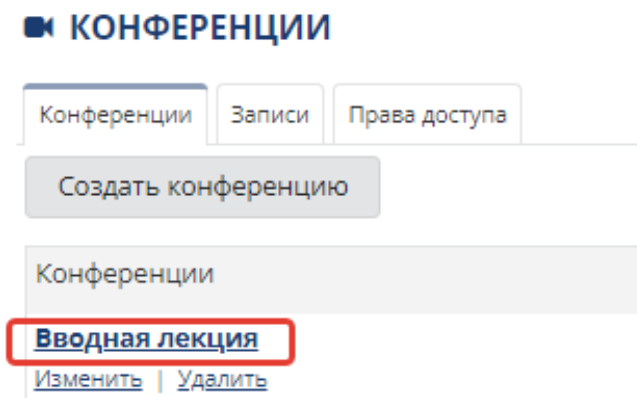 КОНФЕРЕНЦИИ
Конференции Записи Права доступа
Создать конференцию
Конференции
Вводная лекция
Изменить | Удалить